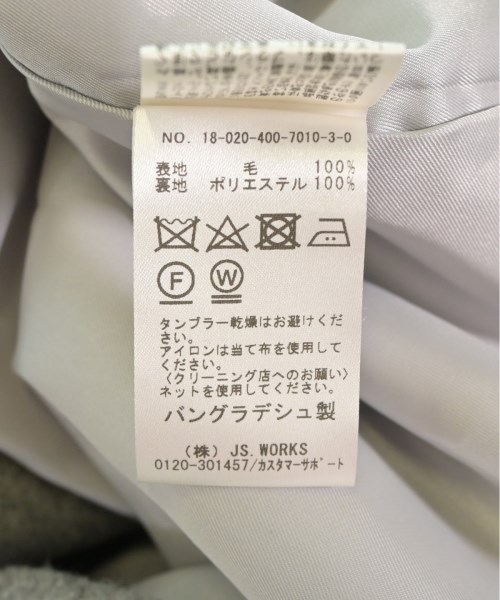 NO. 18-020-400-7010-3-0
表地 毛 100%
裏地 ポリエステル 100%
F W
タンブラー乾燥はお避けくだ
さい。
アイロンは当て布を使用して
ください。
〈クリーニング店へのお願い〉
ネットを使用してください。
バングラデシュ製
(株) JS.WORKS
0120-301457/カスタマーサポート